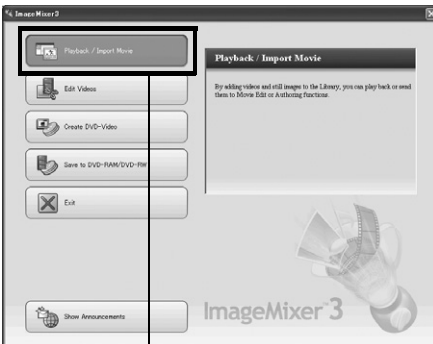 ImageMixer3
Playback / Import Movie
Playback / Import Movie
By adding videos and still images to the Library, you can play back or send
them to Movie Edit or Authoring functions.
Edit Videos
Create DVD-Video
Save to DVD-RAM/DVD-RW
Exit
Show Announcements
ImageMixer 3